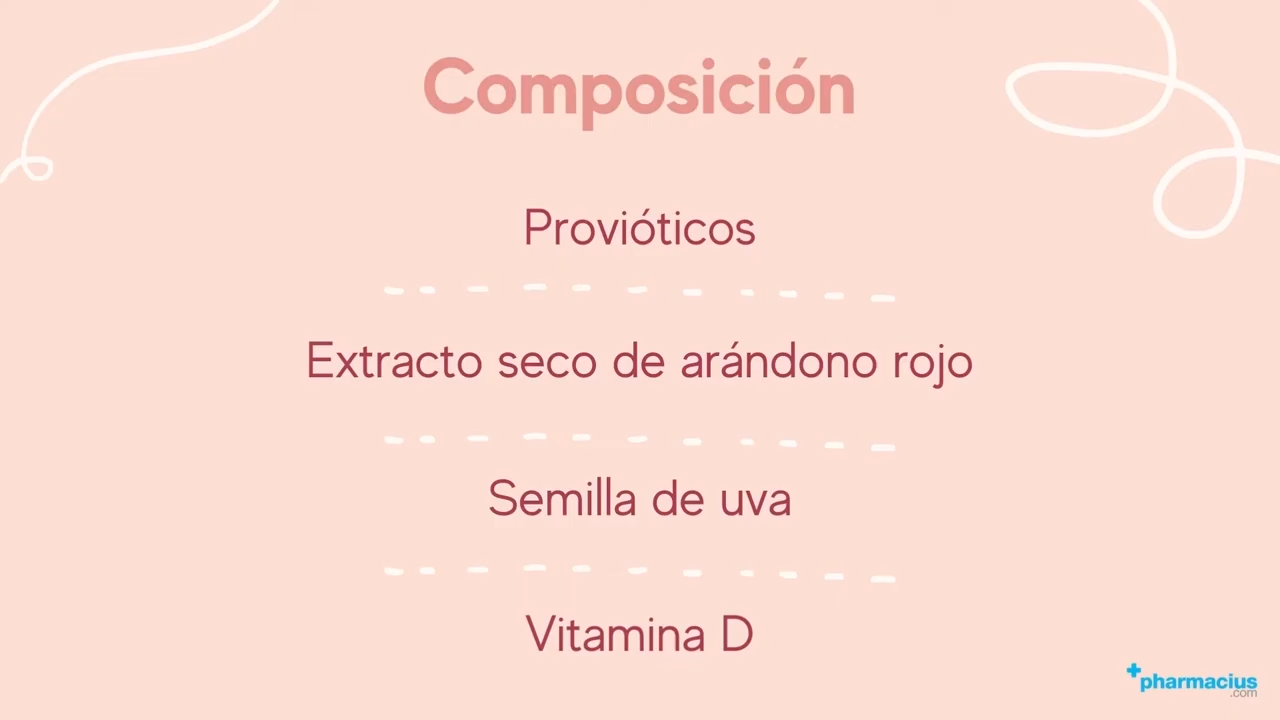 Composición
Provióticos
Extracto seco de arándono rojo
Semilla de uva
Vitamina D
pharmacius
.com